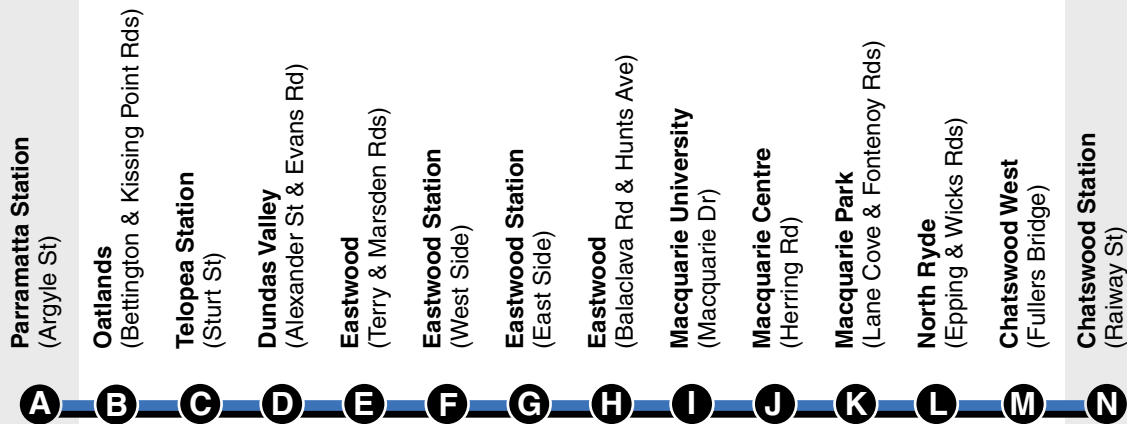 Parramatta Station
(Argyle St)
Oatlands
(Bettington & Kissing Point Rds)
Telopea Station
(Sturt St)
Dundas Valley
(Alexander St & Evans Rd)
Eastwood
(Terry & Marsden Rds)
Eastwood Station
(West Side)
Eastwood Station
(East Side)
Eastwood
(Balaclava Rd & Hunts Ave)
Macquarie University
(Macquarie Dr)
Macquarie Centre
(Herring Rd)
Macquarie Park
(Lane Cove & Fontenoy Rds)
North Ryde
(Epping & Wicks Rds)
Chatswood West
(Fullers Bridge)
Chatswood Station
(Raiway St)
A B C D E F G H I J K L M N